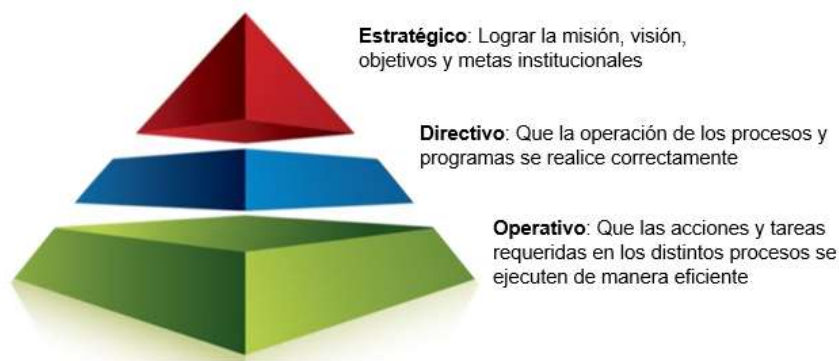 Estratégico: Lograr la misión, visión,
objetivos y metas institucionales
Directivo: Que la operación de los procesos y
programas se realice correctamente
Operativo: Que las acciones y tareas
requeridas en los distintos procesos se
ejecuten de manera eficiente